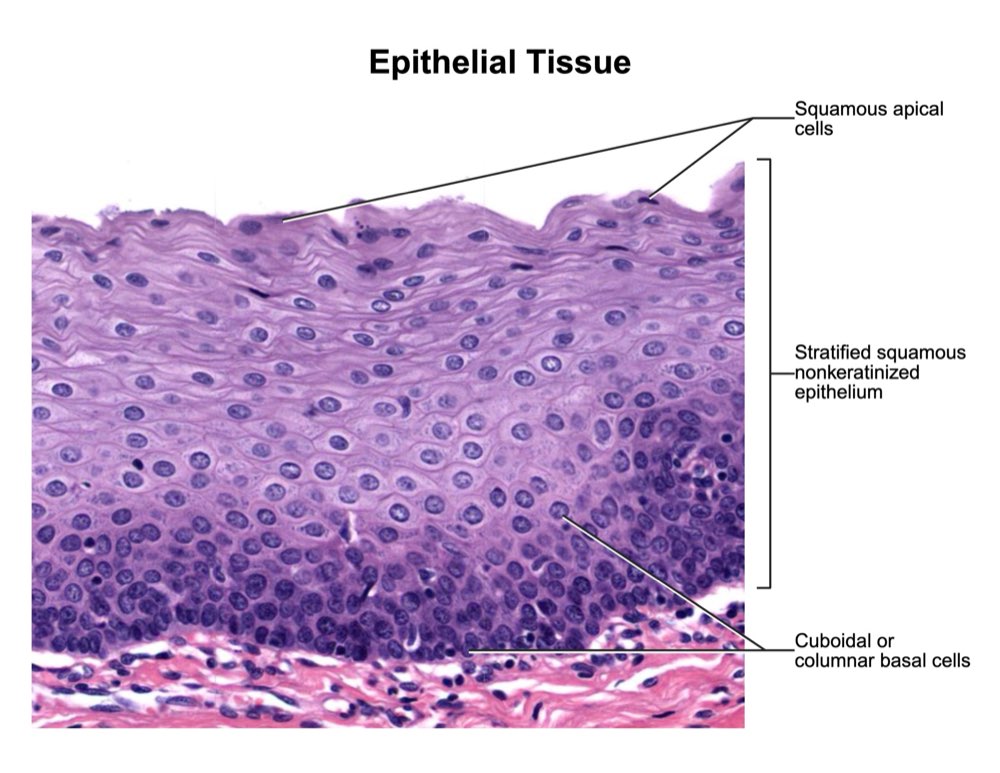 Epithelial Tissue
Squamous apical
cells
Stratified squamous
nonkeratinized
epithelium
Cuboidal or
columnar basal cells